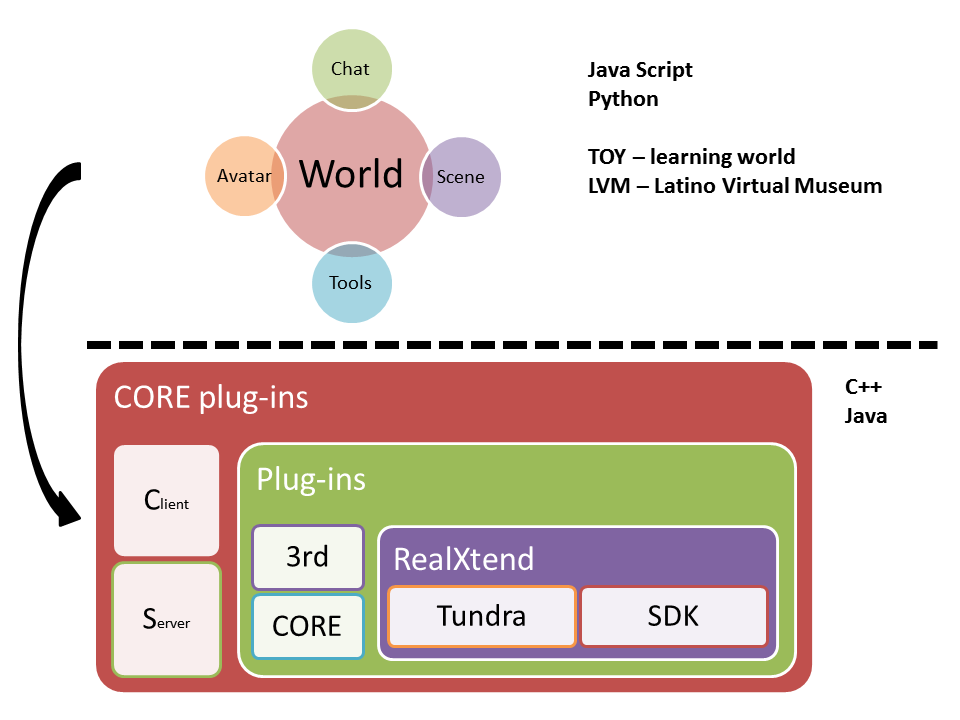 Chat
Java Script
Python
Avatar
World
Scene
TOY – learning world
LVM – Latino Virtual Museum
Tools
CORE plug-ins
C++
Java
Plug-ins
Client
3rd
RealXtend
Server
CORE
Tundra
SDK